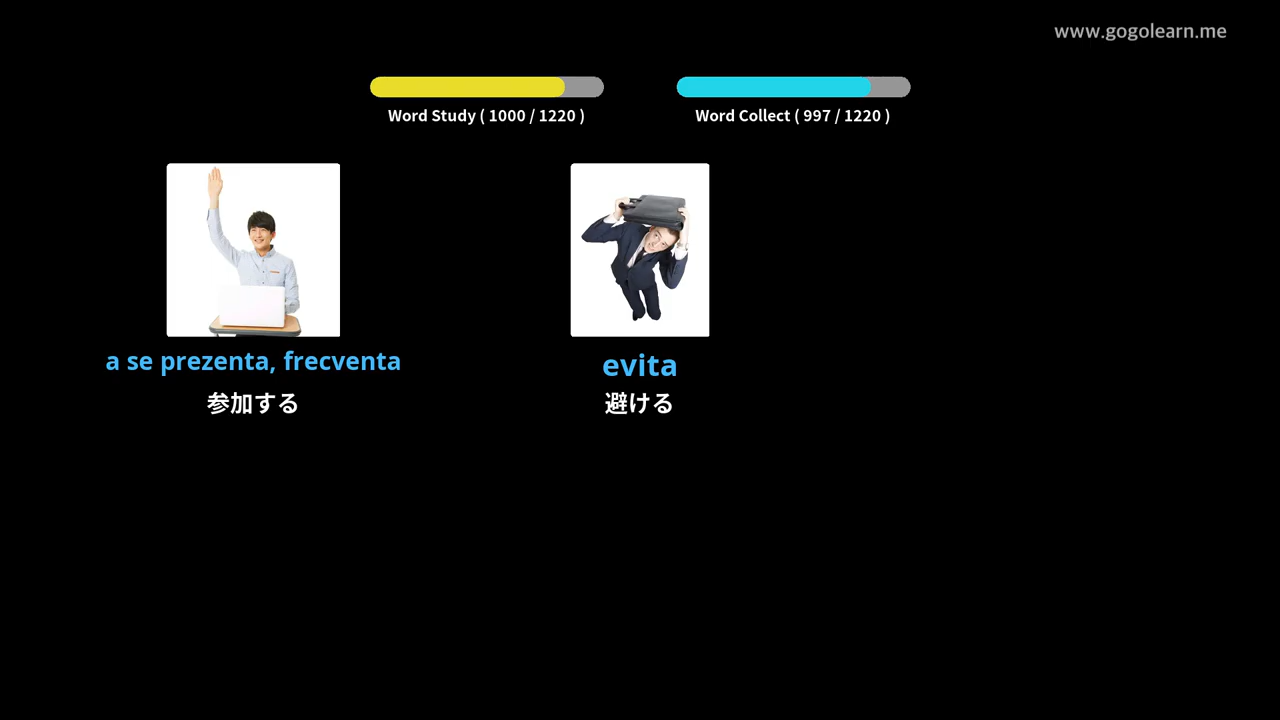 www.gogolearn.me
Word Study ( 1000 / 1220 )
Word Collect ( 997 / 1220 )
a se prezenta, frecventa
参加する
evita
避ける